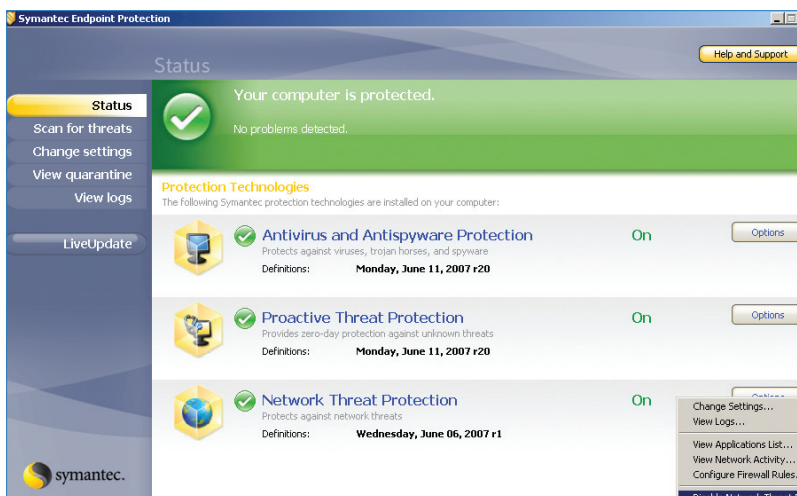 Symantec Endpoint Protection
Help and Support
Status
Status
Scan for threats
Change settings
View quarantine
View logs
LiveUpdate
Your computer is protected.
No problems detected.
Protection Technologies
The following Symantec protection technologies are installed on your computer:
Antivirus and Antispyware Protection
On
Options
Protects against viruses, trojan horses, and spyware
Definitions: Monday, June 11, 2007 r20
Proactive Threat Protection
On
Options
Provides zero-day protection against unknown threats
Definitions: Monday, June 11, 2007 r20
Network Threat Protection
On
Options
Protects against network threats
Definitions: Wednesday, June 06, 2007 r1
Change Settings...
View Logs...
View Applications List...
View Network Activity...
Configure Firewall Rules.
Disable Network Threat
symantec.